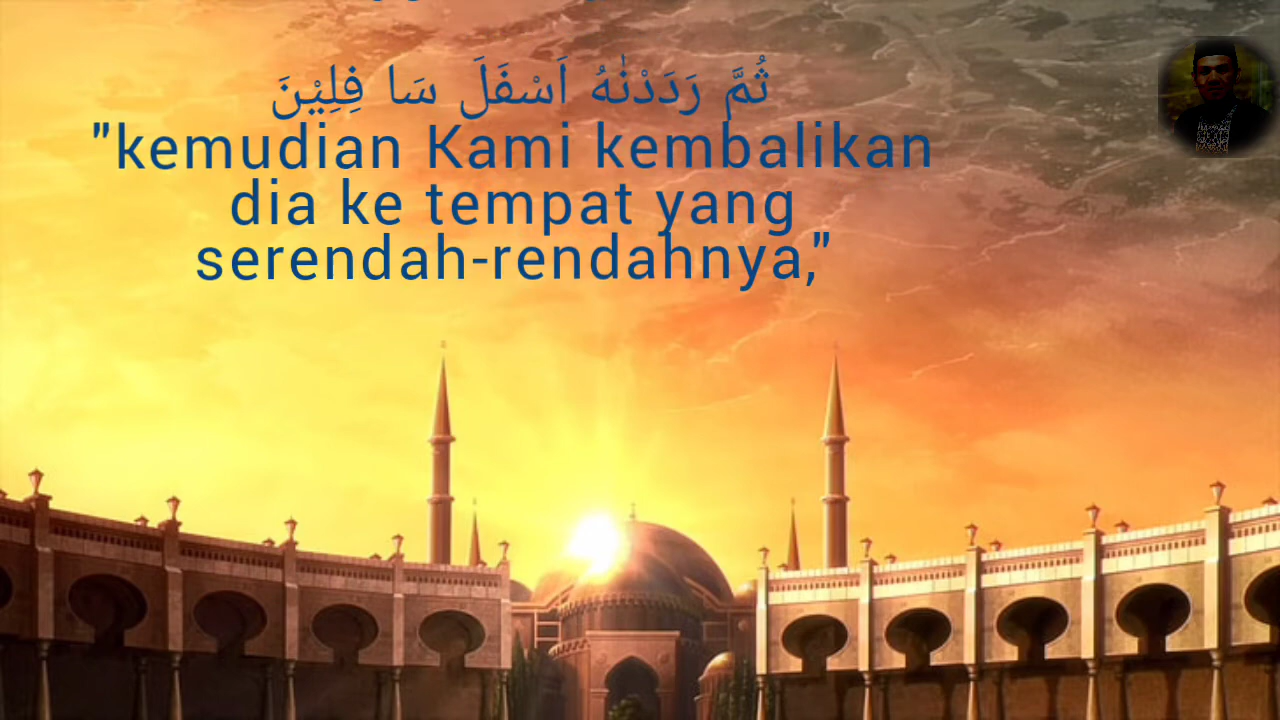 ثُمَّ رَدَدْنٰهُ اَسْفَلَ سَا فِلِيْنَ
"kemudian Kami kembalikan
dia ke tempat yang
serendah-rendahnya,"